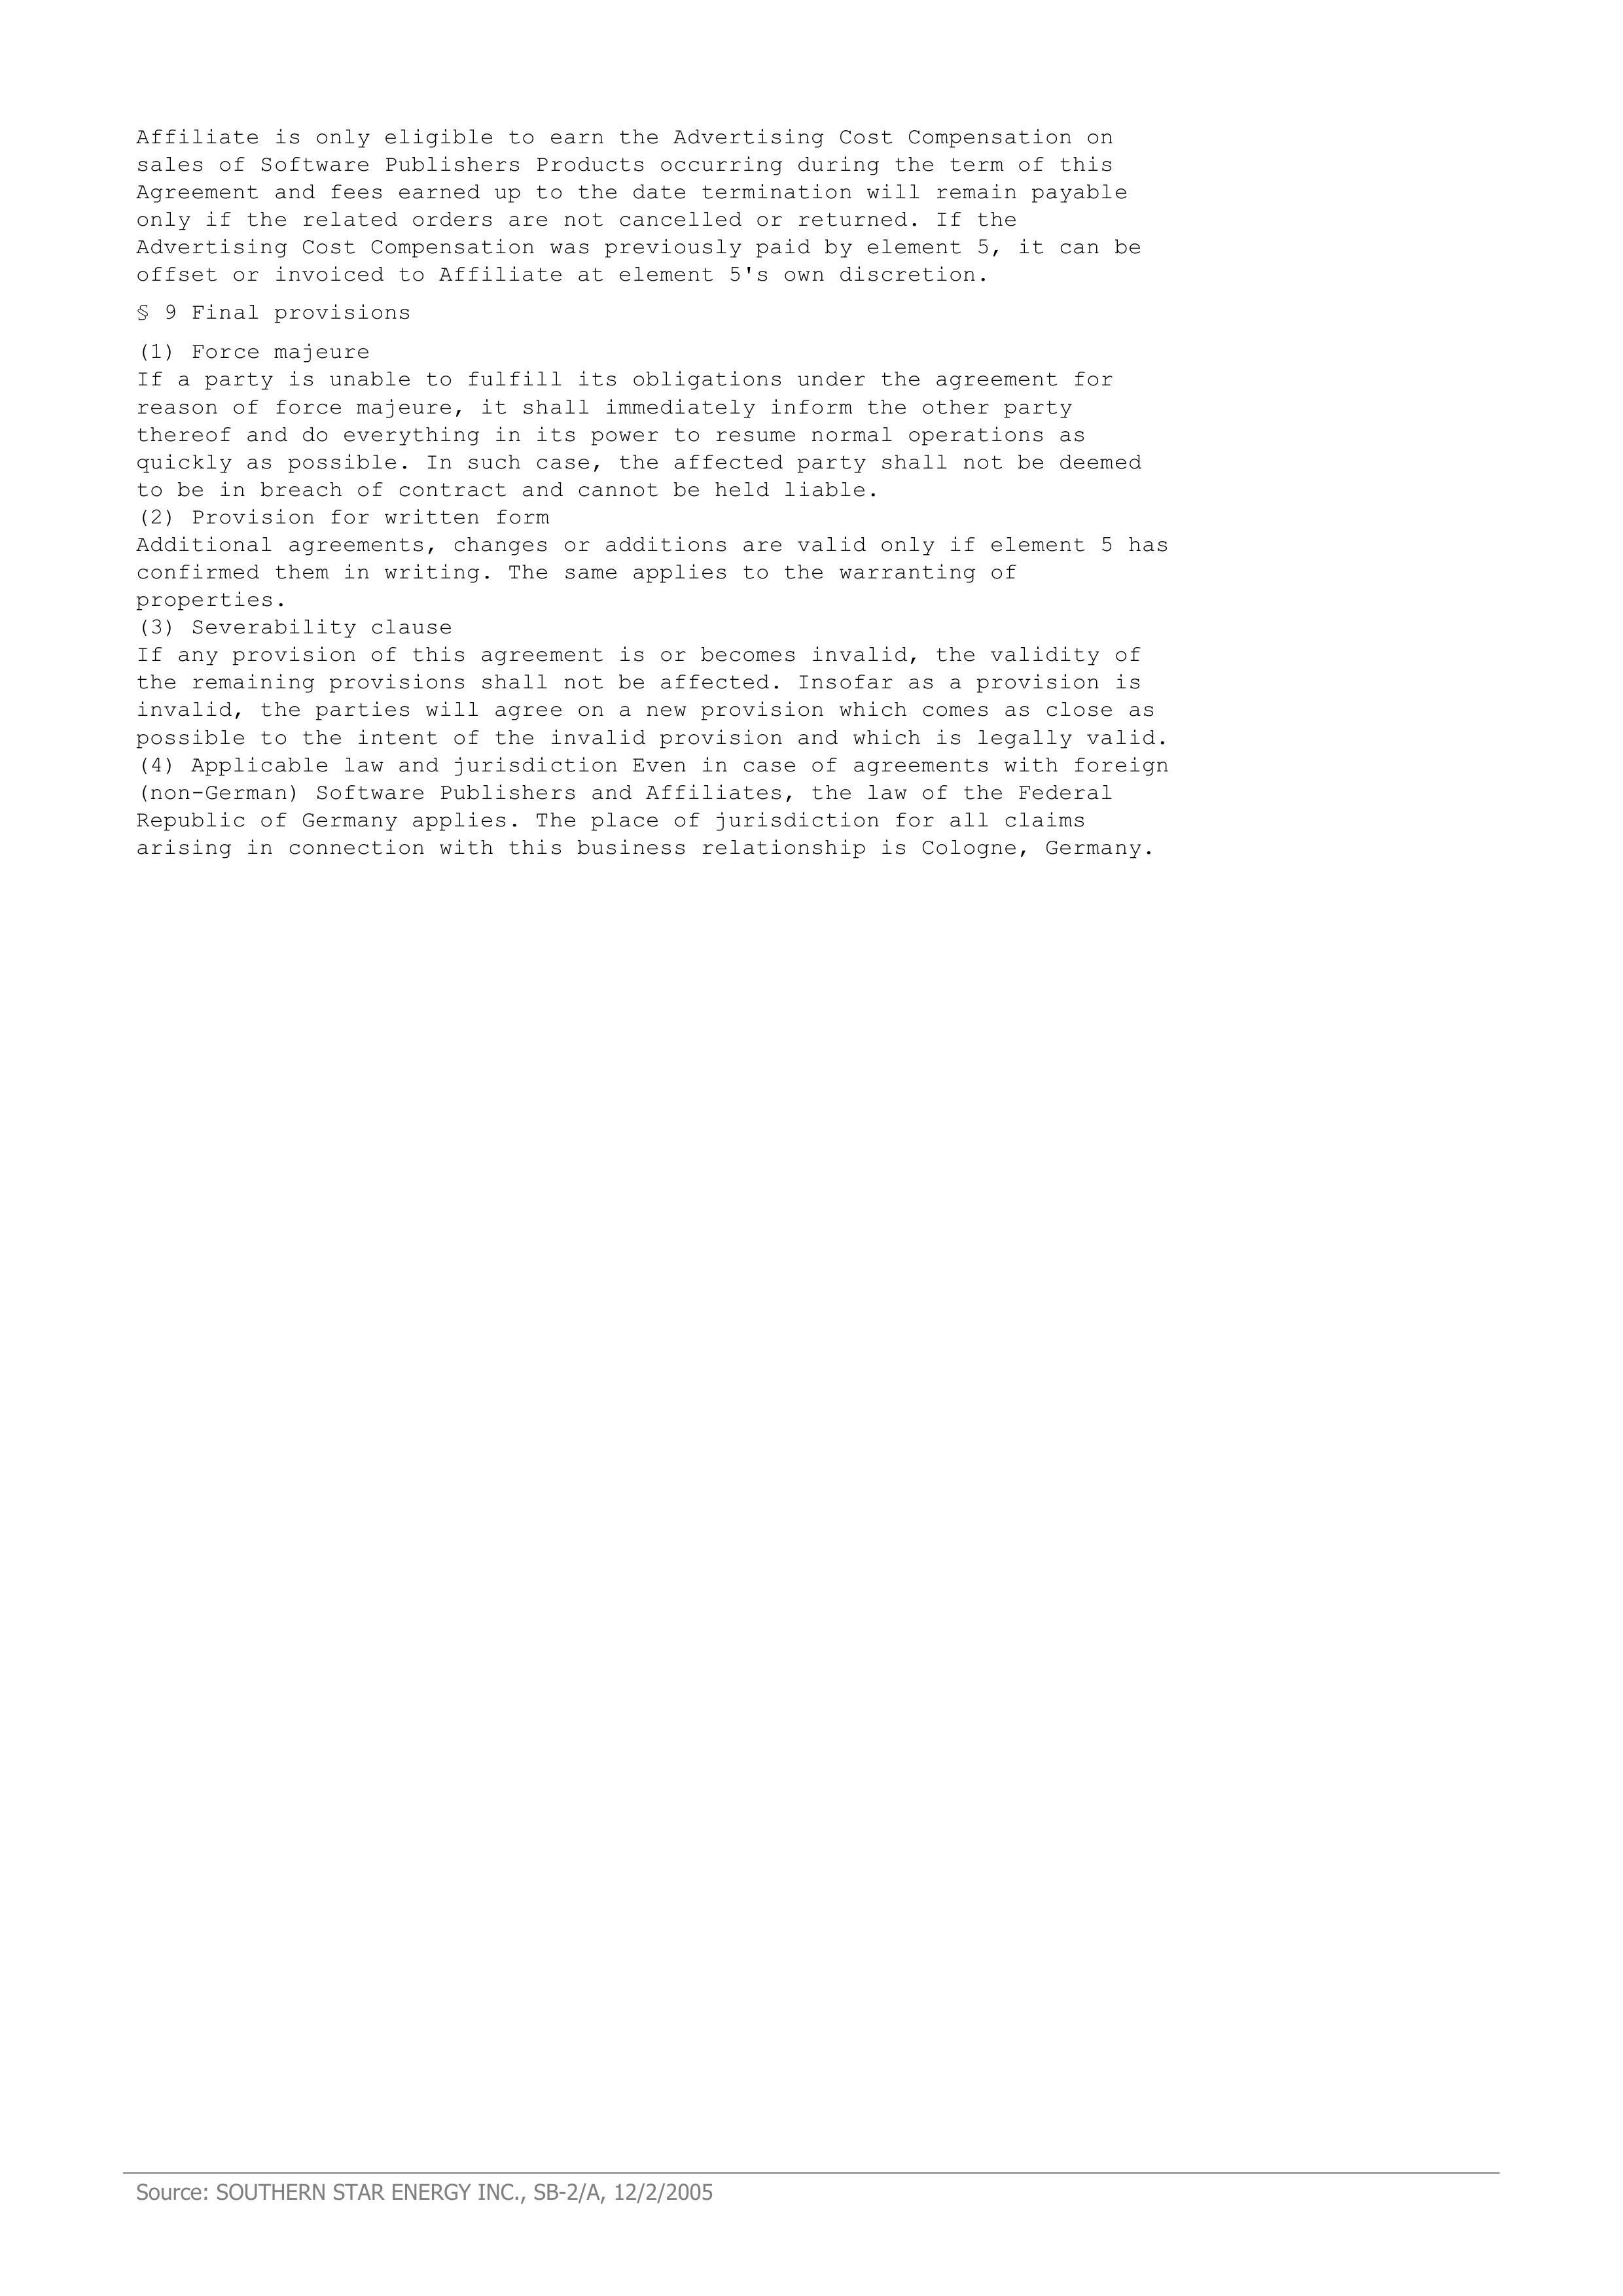 Affiliate is only eligible to earn the Advertising Cost Compensation on
sales of Software Publishers Products occurring during the term of this
Agreement and fees earned up to the date termination will remain payable
only if the related orders are not cancelled or returned. If the
Advertising Cost Compensation was previously paid by element 5, it can be
offset or invoiced to Affiliate at element 5's own discretion.
§ 9 Final provisions
(1) Force majeure
If a party is unable to fulfill its obligations under the agreement for
reason of force majeure, it shall immediately inform the other party
thereof and do everything in its power to resume normal operations as
quickly as possible. In such case, the affected party shall not be deemed
to be in breach of contract and cannot be held liable.
(2) Provision for written form
Additional agreements, changes or additions are valid only if element 5 has
confirmed them in writing. The same applies to the warranting of
properties.
(3) Severability clause
If any provision of this agreement is or becomes invalid, the validity of
the remaining provisions shall not be affected. Insofar as a provision is
invalid, the parties will agree on a new provision which comes as close as
possible to the intent of the invalid provision and which is legally valid.
(4) Applicable law and jurisdiction Even in case of agreements with foreign
(non-German) Software Publishers and Affiliates, the law of the Federal
Republic of Germany applies. The place of jurisdiction for all claims
arising in connection with this business relationship is Cologne, Germany.
Source: SOUTHERN STAR ENERGY INC., SB-2/A, 12/2/2005